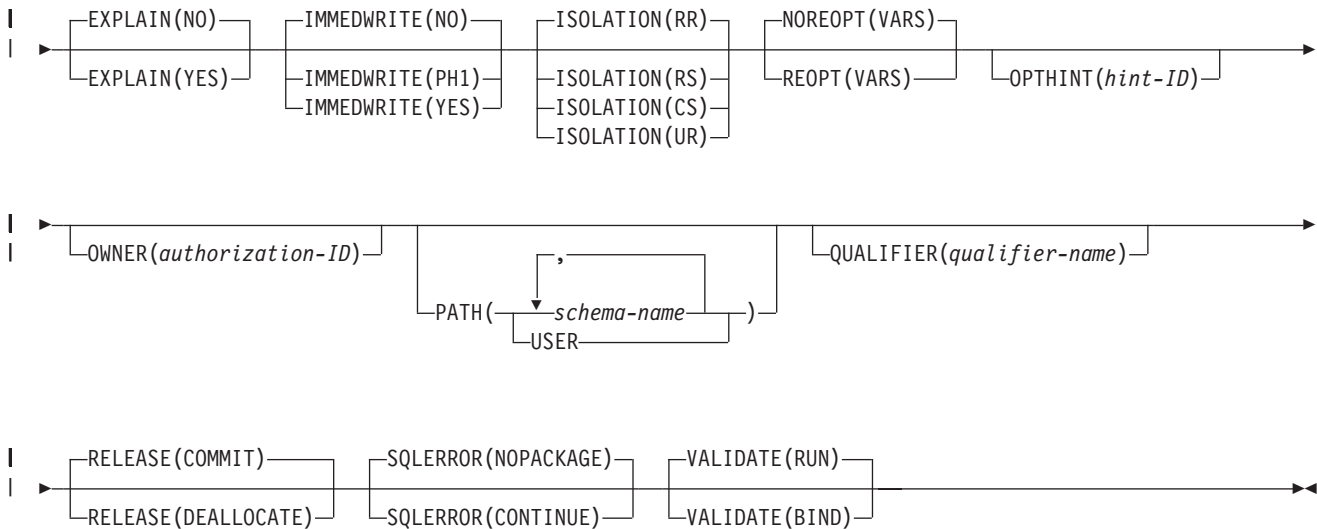 EXPLAIN(NO) IMMEDWRITE(NO) ISOLATION(RR) NOREOPT(VARS)
EXPLAIN(YES) IMMEDWRITE(PH1) ISOLATION(RS) REOPT(VARS) OPTHINT(hint-ID)
IMMEDWRITE(YES) ISOLATION(CS)
ISOLATION(UR)
OWNER(authorization-ID) , QUALIFIER(qualifier-name)
PATH( schema-name )
USER
RELEASE(COMMIT) SQLERROR(NOPACKAGE) VALIDATE(RUN)
RELEASE(DEALLOCATE) SQLERROR(CONTINUE) VALIDATE(BIND)